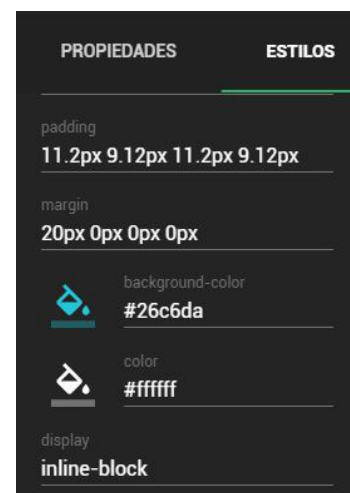 PROPIEDADES ESTILOS
padding
11.2px 9.12px 11.2px 9.12px
margin
20px 0px 0px 0px
background-color
#26c6da
color
#ffffff
display
inline-block